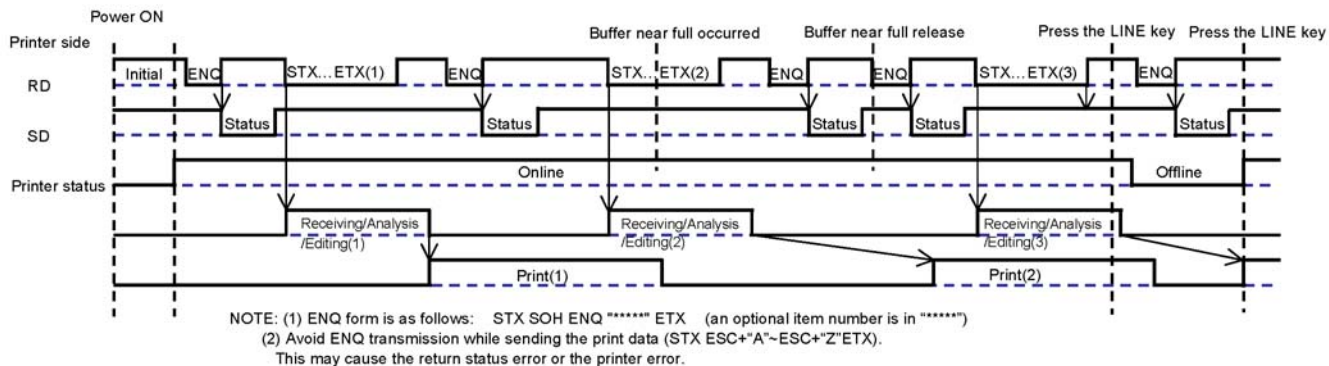 Power ON
Printer side
Buffer near full occurred
Buffer near full release
Press the LINE key
Press the LINE key
Initial
ENQ
STX...ETX(1)
ENQ
STX...ETX(2)
ENQ
ENQ
STX...ETX(3)
ENQ
RD
Status
Status
Status
Status
Status
SD
Online
Offline
Printer status
Receiving/Analysis
/Editing(1)
Receiving/Analysis
/Editing(2)
Receiving/Analysis
/Editing(3)
Print(1)
Print(2)
NOTE: (1) ENQ form is as follows: STX SOH ENQ "*****" ETX (an optional item number is in "*****")
(2) Avoid ENQ transmission while sending the print data (STX ESC+"A"~ESC+"Z"ETX).
This may cause the return status error or the printer error.